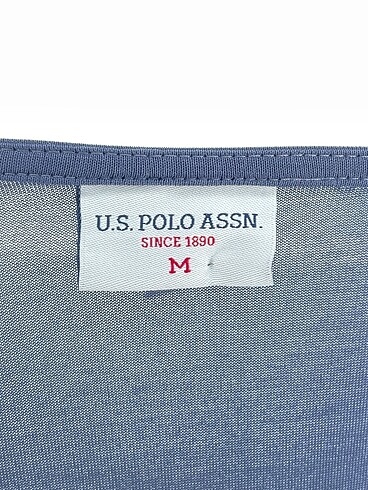 U.S. POLO ASSN.
SINCE 1890
M